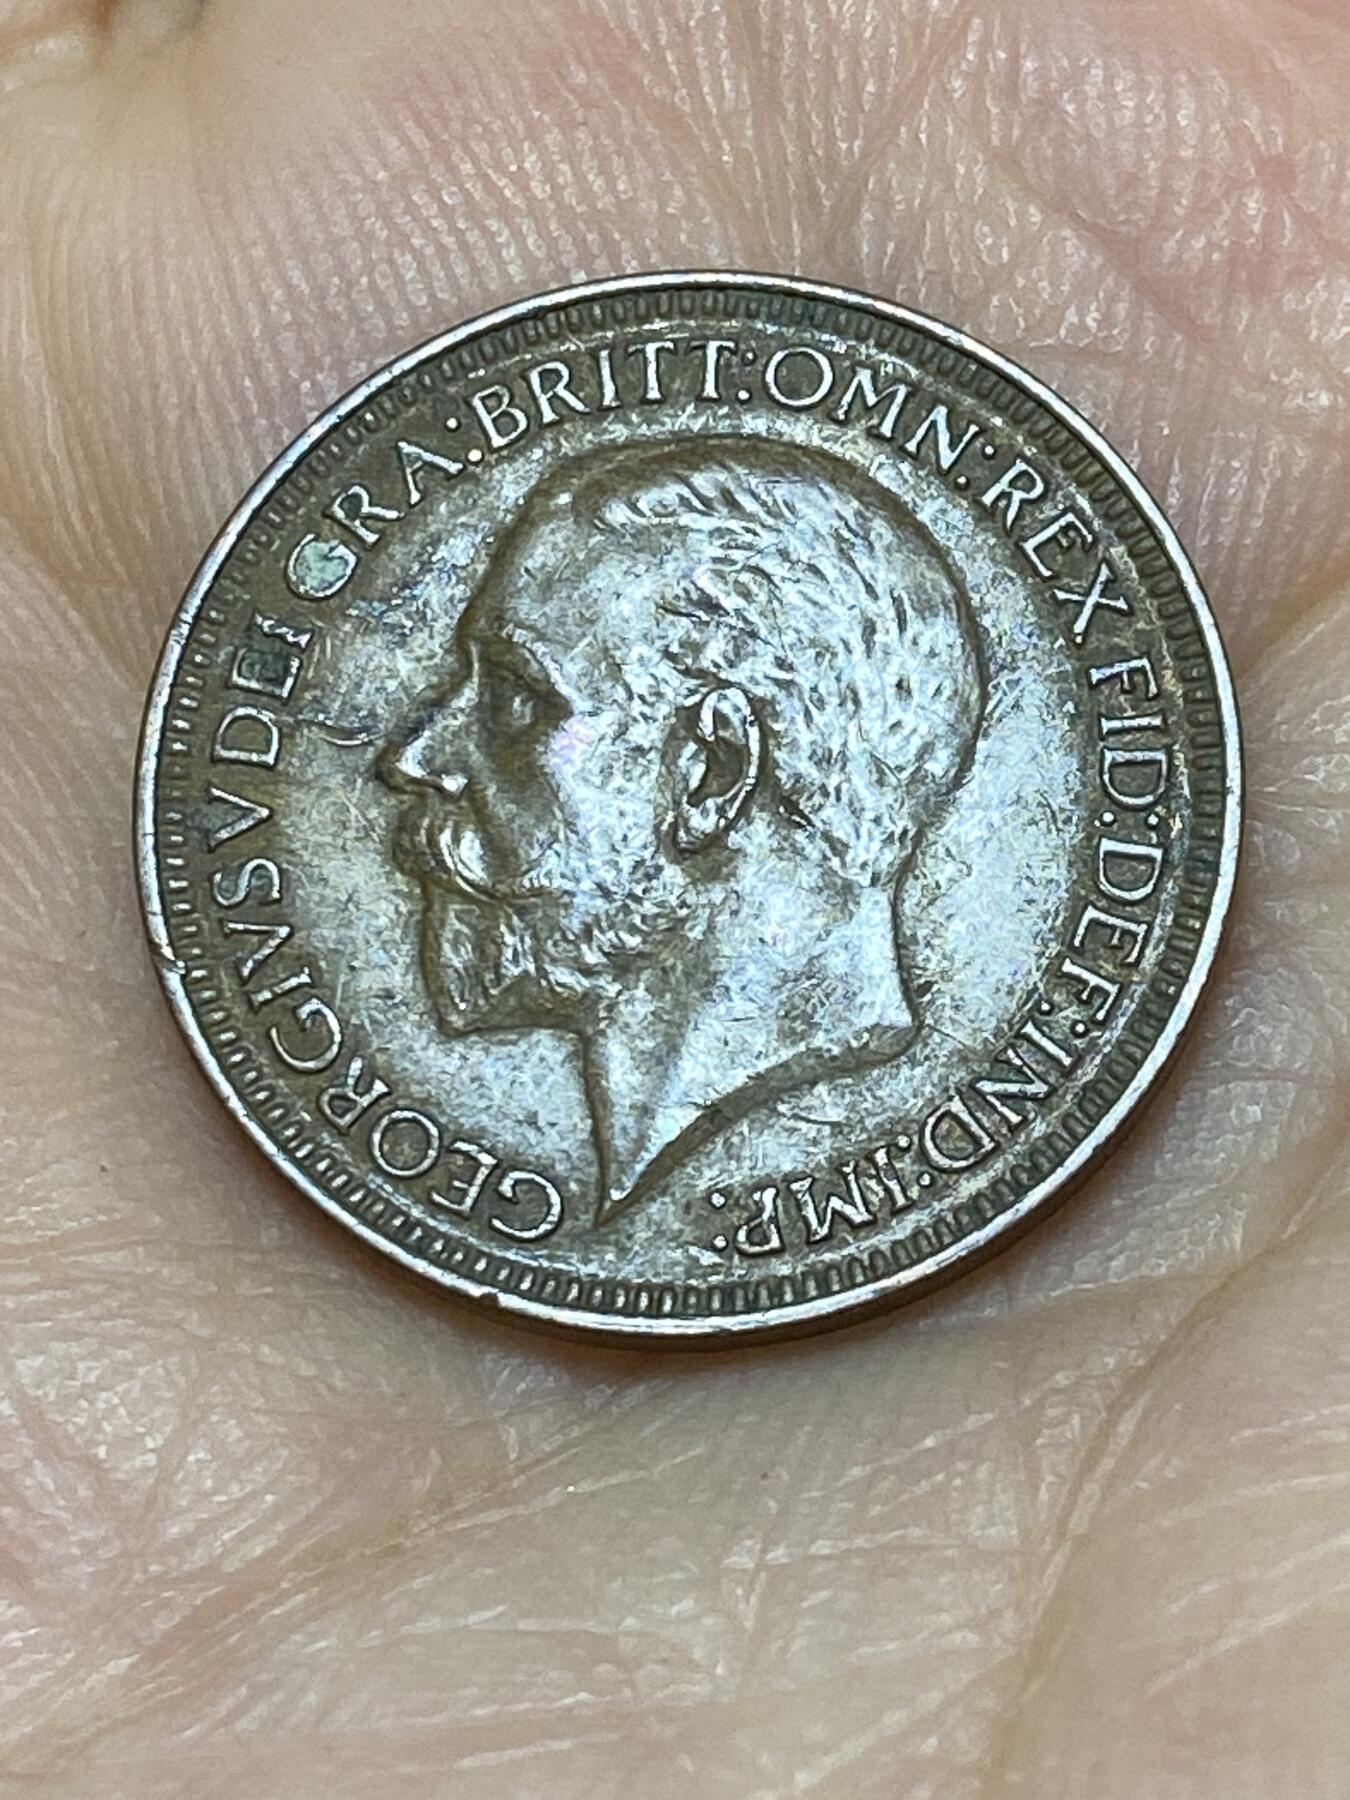 GEORGIVS V DEI GRA: BRITT: OMN: REX FID: DEF: IND: IMP: